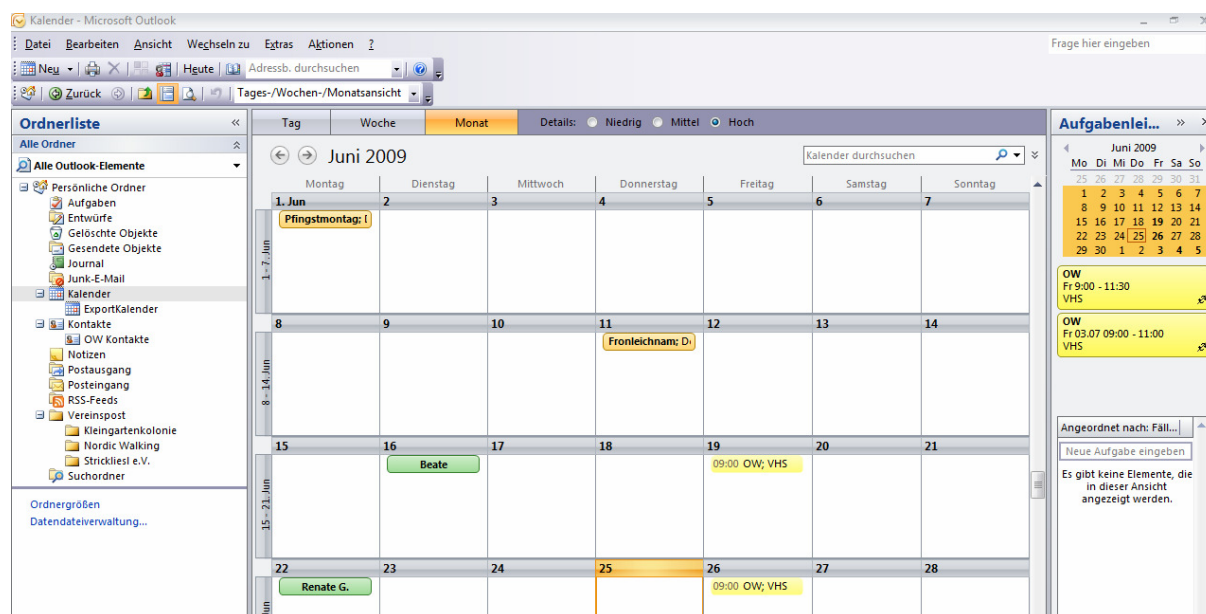 Kalender - Microsoft Outlook
Datei Bearbeiten Ansicht Wechseln zu Extras Aktionen ?
Frage hier eingeben
Neu Heute Adressb. durchsuchen
Zurück Tages-/Wochen-/Monatsansicht
Ordnerliste «
Alle Ordner
Alle Outlook-Elemente
Persönliche Ordner
Aufgaben
Entwürfe
Gelöschte Objekte
Gesendete Objekte
Journal
Junk-E-Mail
Kalender
ExportKalender
Kontakte
OW Kontakte
Notizen
Postausgang
Posteingang
RSS-Feeds
Vereinspost
Kleingartenkolonie
Nordic Walking
Strickliesl e.V.
Suchordner
Ordnergrößen
Datendateiverwaltung...
Tag Woche Monat Details: Niedrig Mittel Hoch
Juni 2009
Kalender durchsuchen
Montag Dienstag Mittwoch Donnerstag Freitag Samstag Sonntag
1. Jun 2 3 4 5 6 7
Pfingstmontag; D
1 - 7. Jun
8 9 10 11 12 13 14
Fronleichnam; D
8 - 14. Jun
15 16 17 18 19 20 21
Beate 09:00 OW; VHS
15 - 21. Jun
22 23 24 25 26 27 28
Renate G. 09:00 OW; VHS
Jun
Aufgabenlei... »
Juni 2009
Mo Di Mi Do Fr Sa So
25 26 27 28 29 30 31
1 2 3 4 5 6 7
8 9 10 11 12 13 14
15 16 17 18 19 20 21
22 23 24 25 26 27 28
29 30 1 2 3 4 5
OW
Fr 9:00 - 11:30
VHS
OW
Fr 03.07 09:00 - 11:00
VHS
Angeordnet nach: Fäll...
Neue Aufgabe eingeben
Es gibt keine Elemente, die
in dieser Ansicht
angezeigt werden.